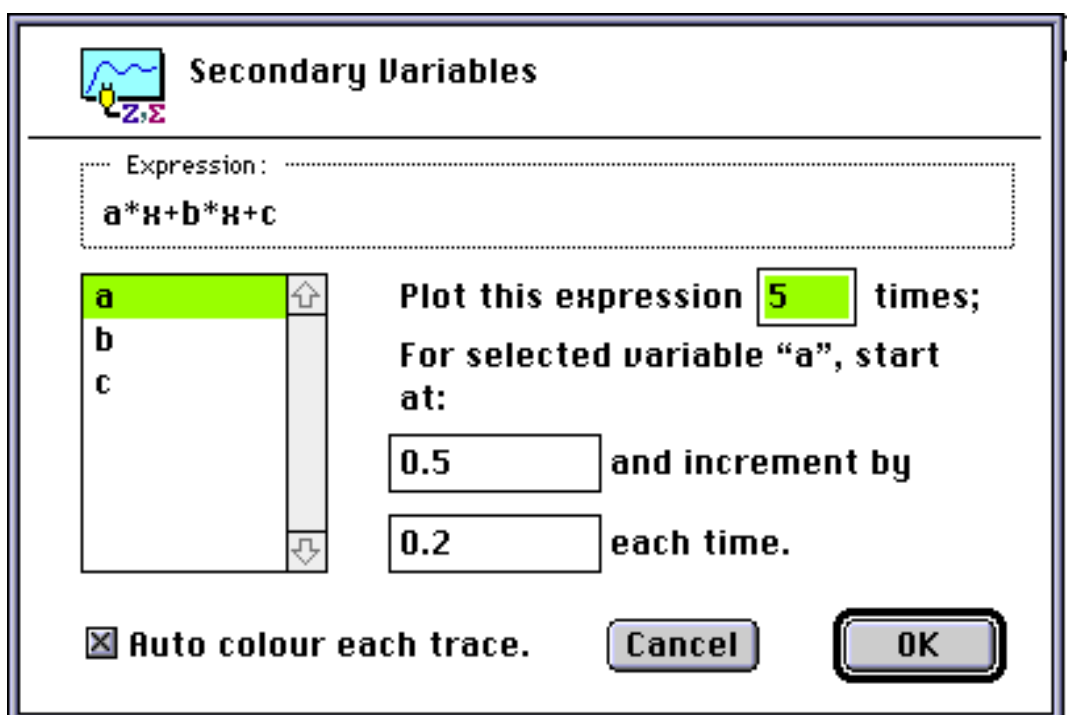 Secondary Variables
Z,Σ
Expression:
a*x+b*x+c
a
b
c
Plot this expression 5 times;
For selected variable “a”, start
at:
0.5 and increment by
0.2 each time.
Auto colour each trace.
Cancel
OK